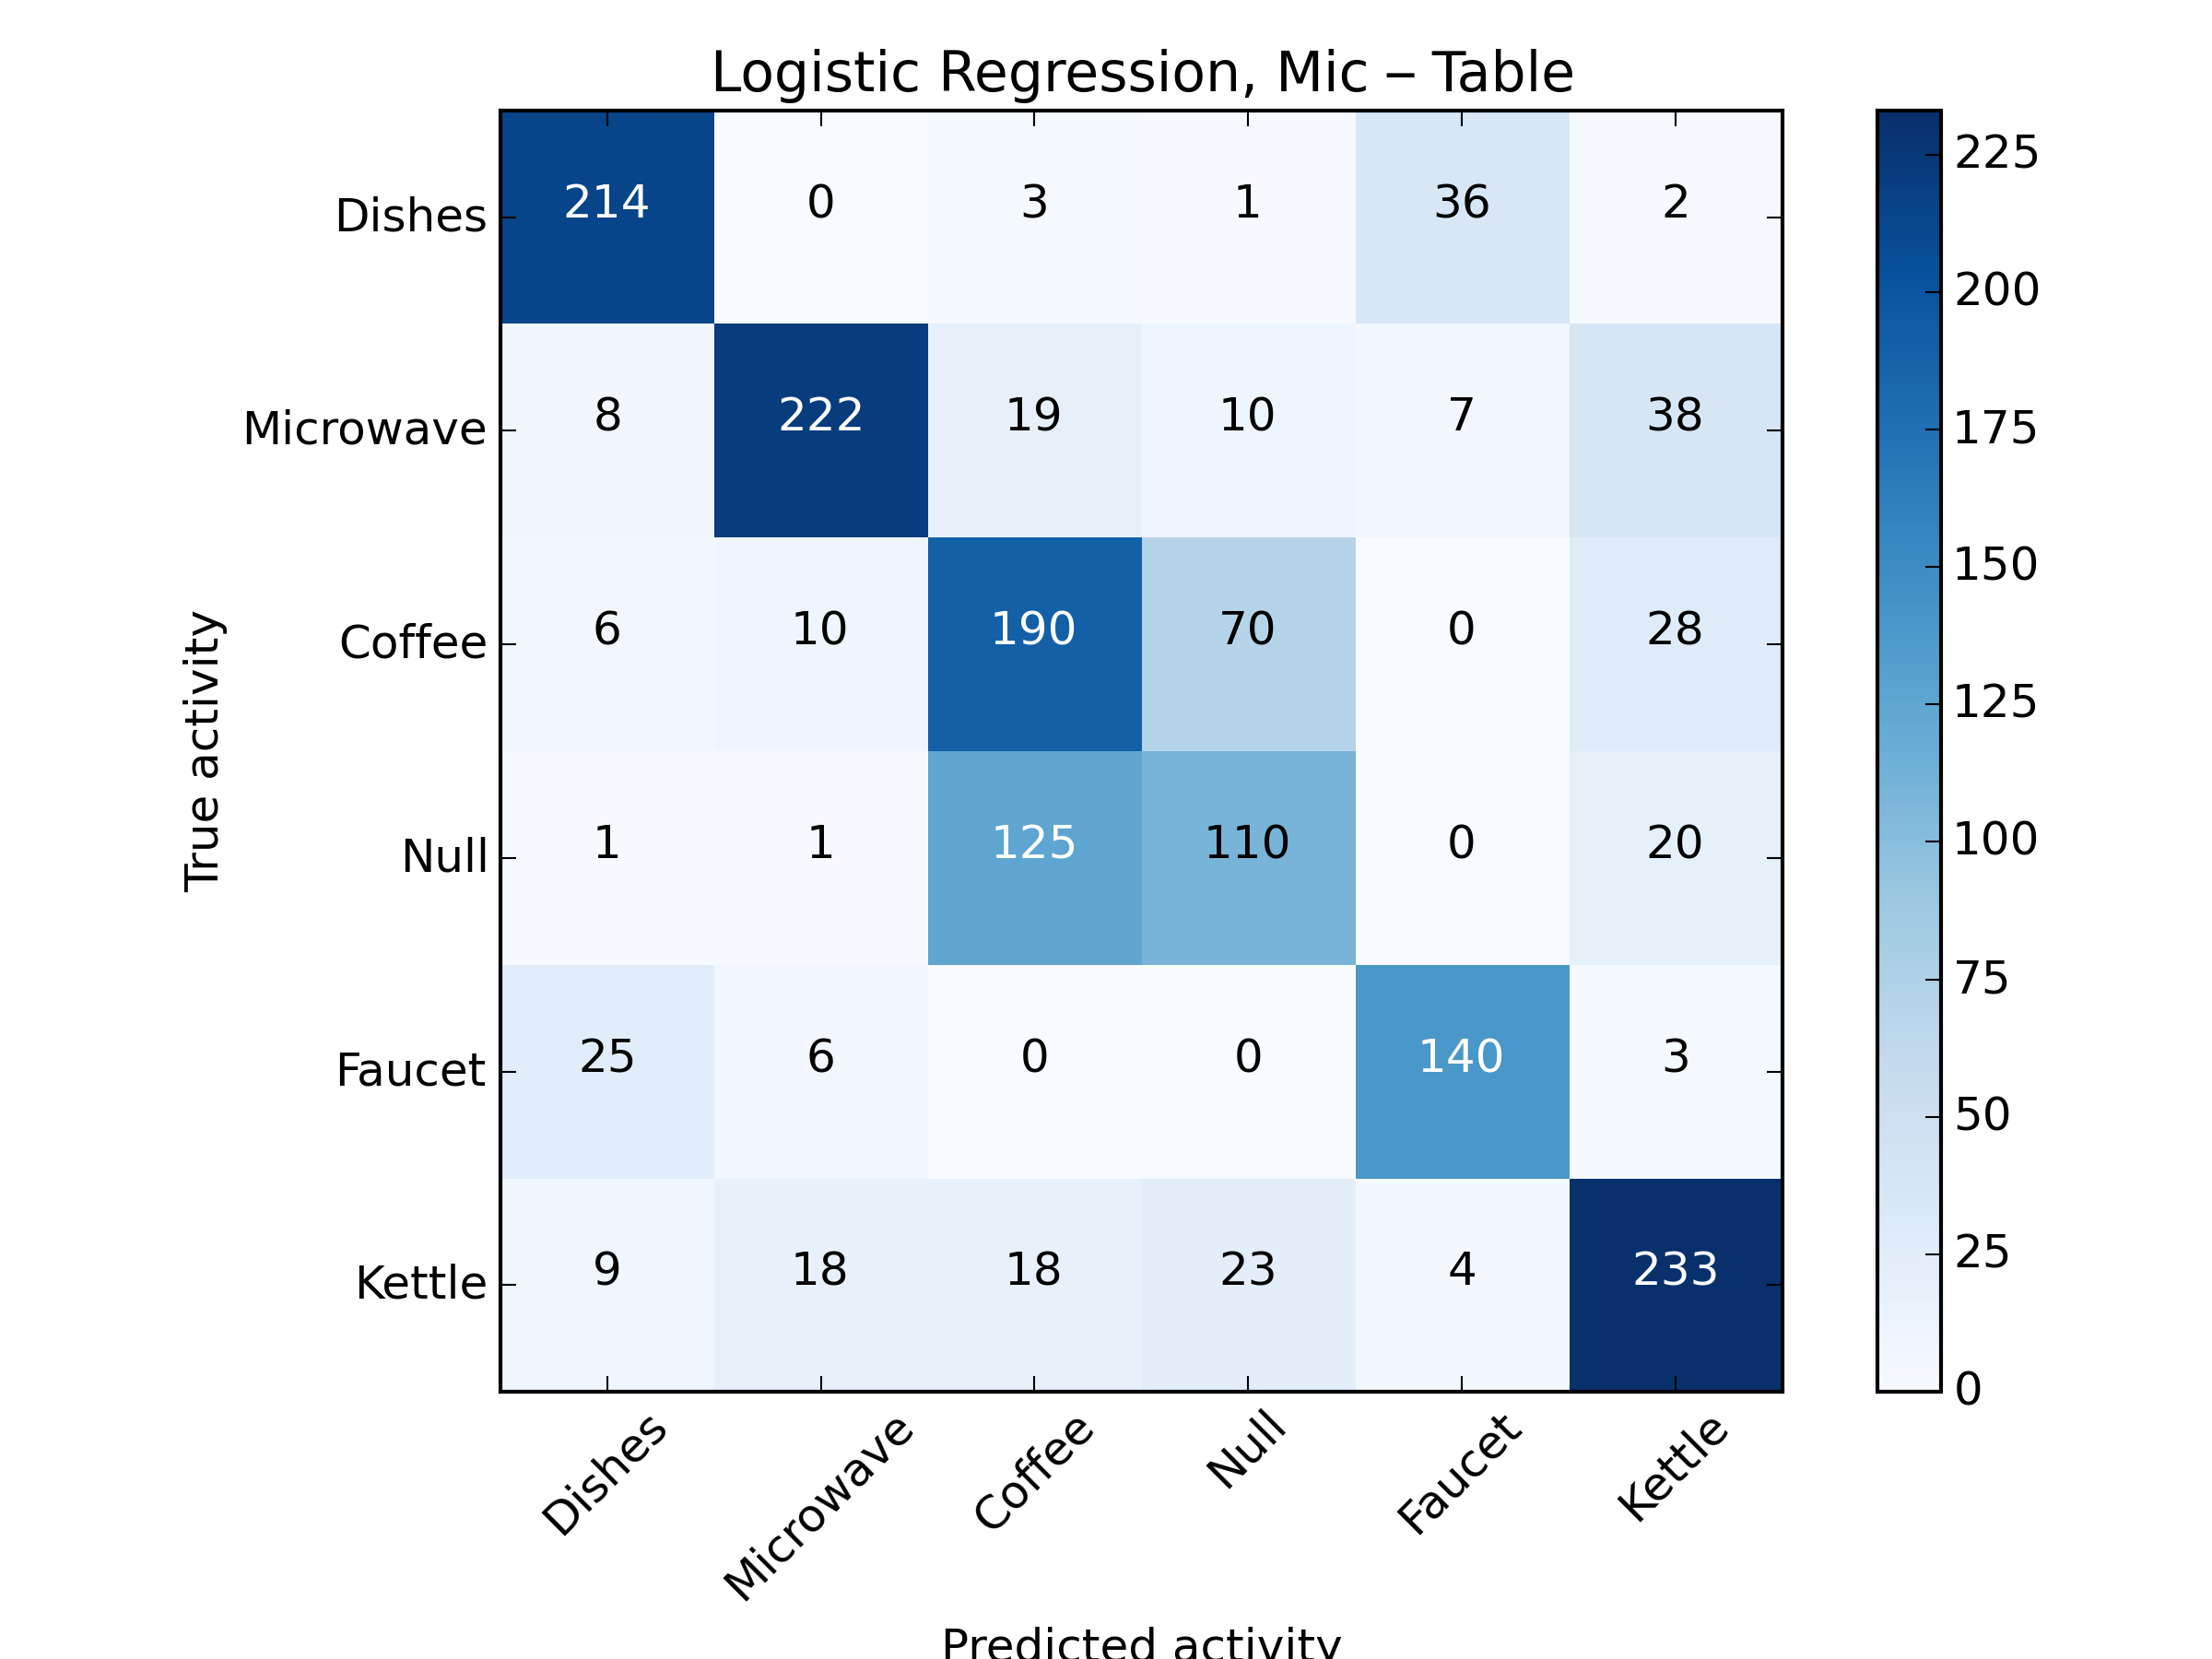 Logistic Regression, Mic − Table
Dishes 214 0 3 1 36 2
Microwave 8 222 19 10 7 38
Coffee 6 10 190 70 0 28
Null 1 1 125 110 0 20
Faucet 25 6 0 0 140 3
Kettle 9 18 18 23 4 233
True activity
Dishes Microwave Coffee Null Faucet Kettle
Predicted activity
225
200
175
150
125
100
75
50
25
0